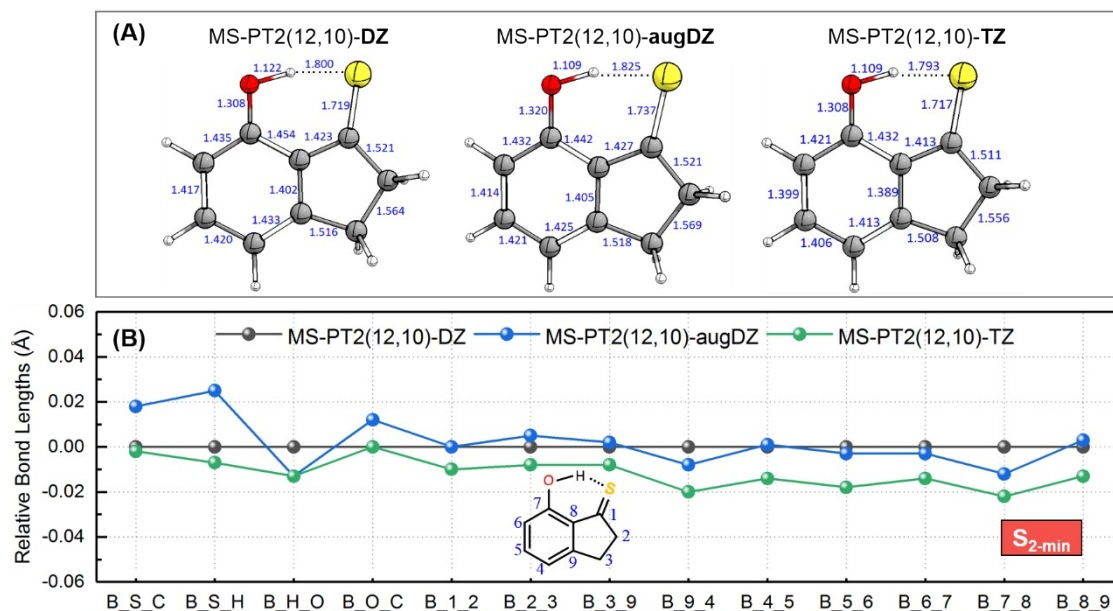 (A)
MS-PT2(12,10)-DZ
MS-PT2(12,10)-augDZ
MS-PT2(12,10)-TZ
1.122 1.800
1.308
1.719
1.435 1.454 1.423
1.521
1.417
1.402
1.564
1.433
1.420
1.516
1.109 1.825
1.320
1.737
1.432 1.442 1.427
1.521
1.414
1.405
1.569
1.425
1.421
1.518
1.109 1.793
1.308
1.717
1.421 1.432 1.413
1.511
1.399
1.389
1.556
1.413
1.406
1.508
(B)
MS-PT2(12,10)-DZ
MS-PT2(12,10)-augDZ
MS-PT2(12,10)-TZ
Relative Bond Lengths (Å)
0.06
0.04
0.02
0.00
-0.02
-0.04
-0.06
O H S
7 8 1
6 2
5 3
4 9
S2-min
B_S_C B_S_H B_H_O B_O_C B_1_2 B_2_3 B_3_9 B_9_4 B_4_5 B_5_6 B_6_7 B_7_8 B_8_9